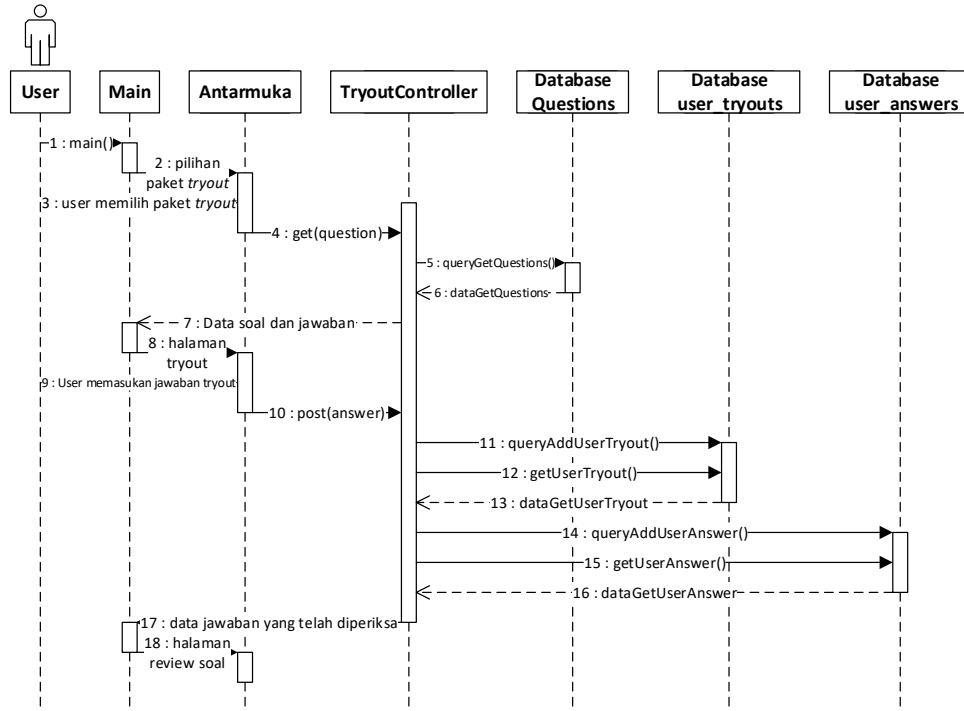 User
Main
Antarmuka
TryoutController
Database
Questions
Database
user_tryouts
Database
user_answers
1 : main()
2 : pilihan
paket tryout
3 : user memilih paket tryout
4 : get(question)
5 : queryGetQuestions()
6 : dataGetQuestions
7 : Data soal dan jawaban
8 : halaman
tryout
9 : User memasukan jawaban tryout
10 : post(answer)
11 : queryAddUserTryout()
12 : getUserTryout()
13 : dataGetUserTryout
14 : queryAddUserAnswer()
15 : getUserAnswer()
16 : dataGetUserAnswer
17 : data jawaban yang telah diperiksa
18 : halaman
review soal